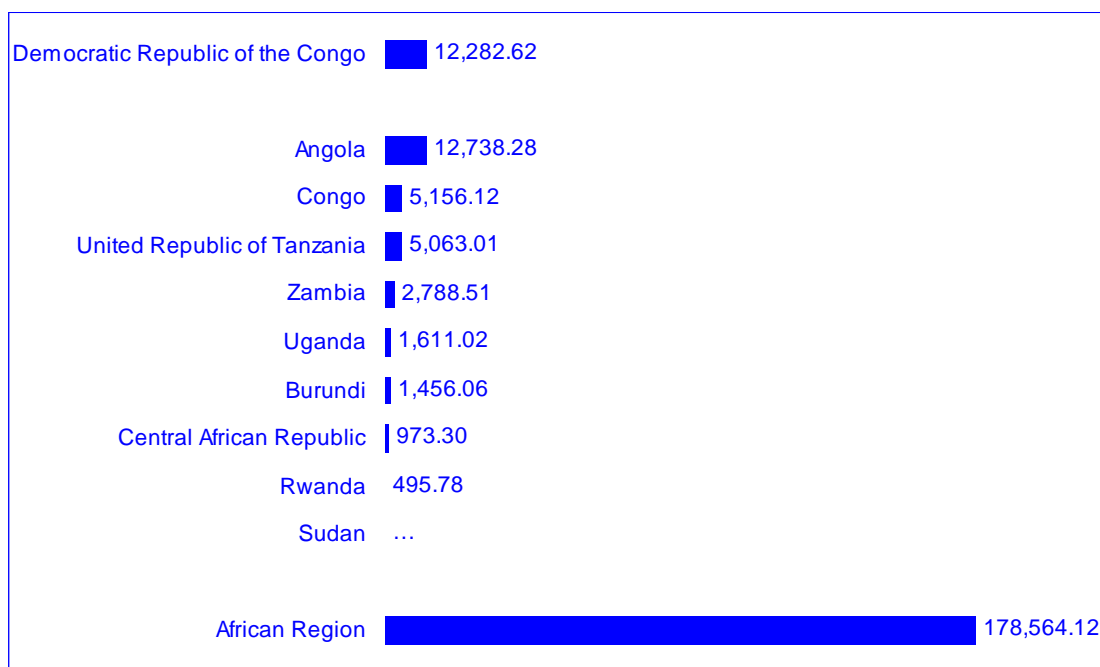 Democratic Republic of the Congo 12,282.62
Angola 12,738.28
Congo 5,156.12
United Republic of Tanzania 5,063.01
Zambia 2,788.51
Uganda 1,611.02
Burundi 1,456.06
Central African Republic 973.30
Rwanda 495.78
Sudan …
African Region 178,564.12